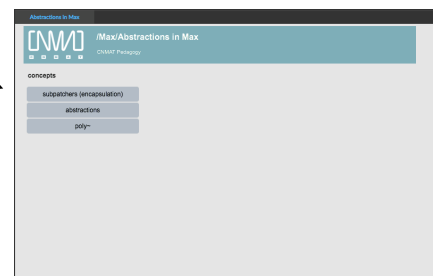 Abstractions in Max
CNMAT
/Max/Abstractions in Max
CNMAT Pedagogy
concepts
subpatchers (encapsulation)
abstractions
poly~